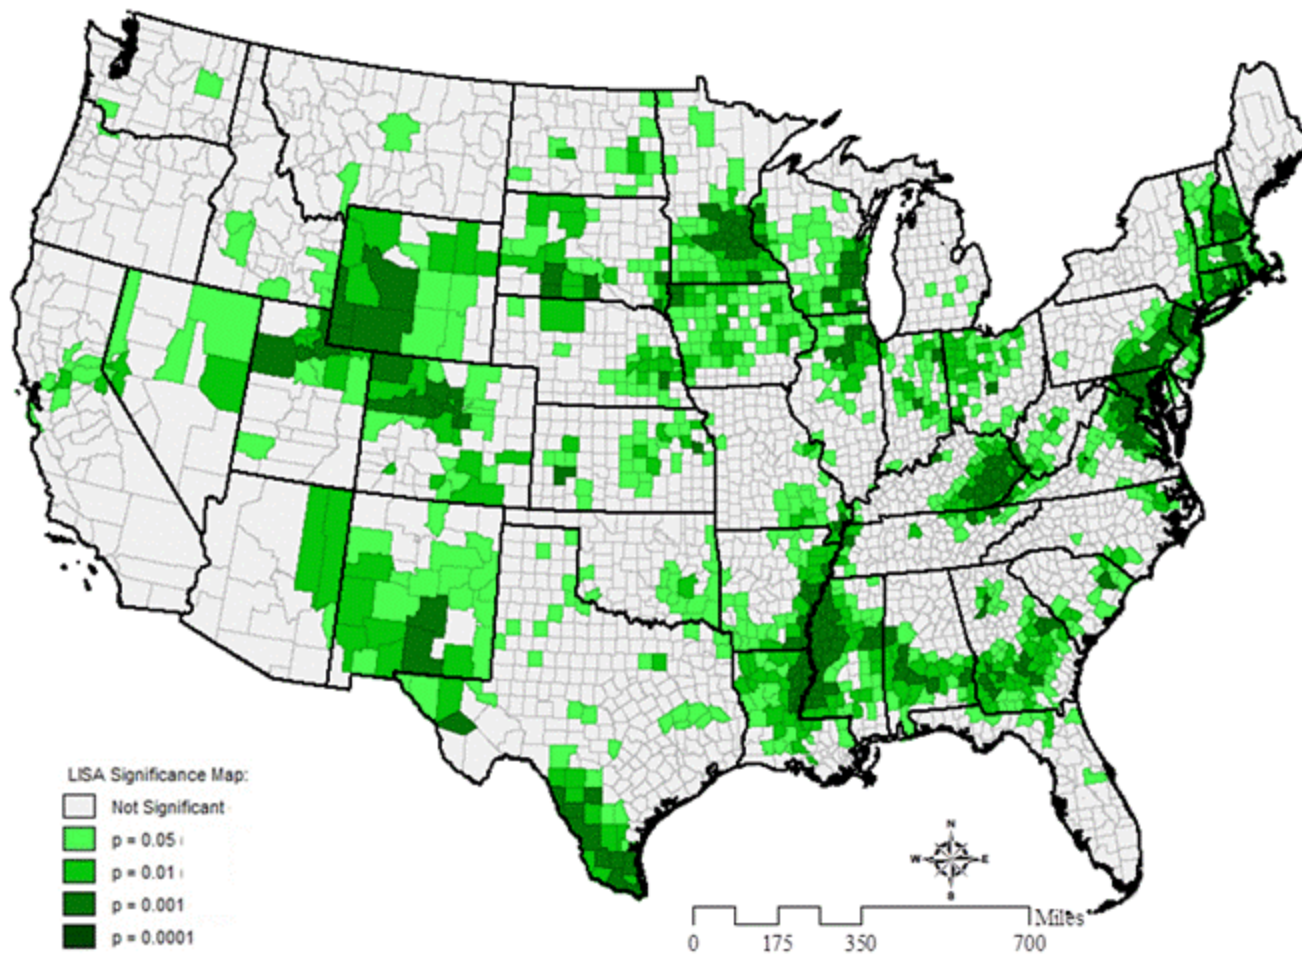 LISA Significance Map:
Not Significant
p = 0.05
p = 0.01
p = 0.001
p = 0.0001
N
W E
S
Miles
0 175 350 700